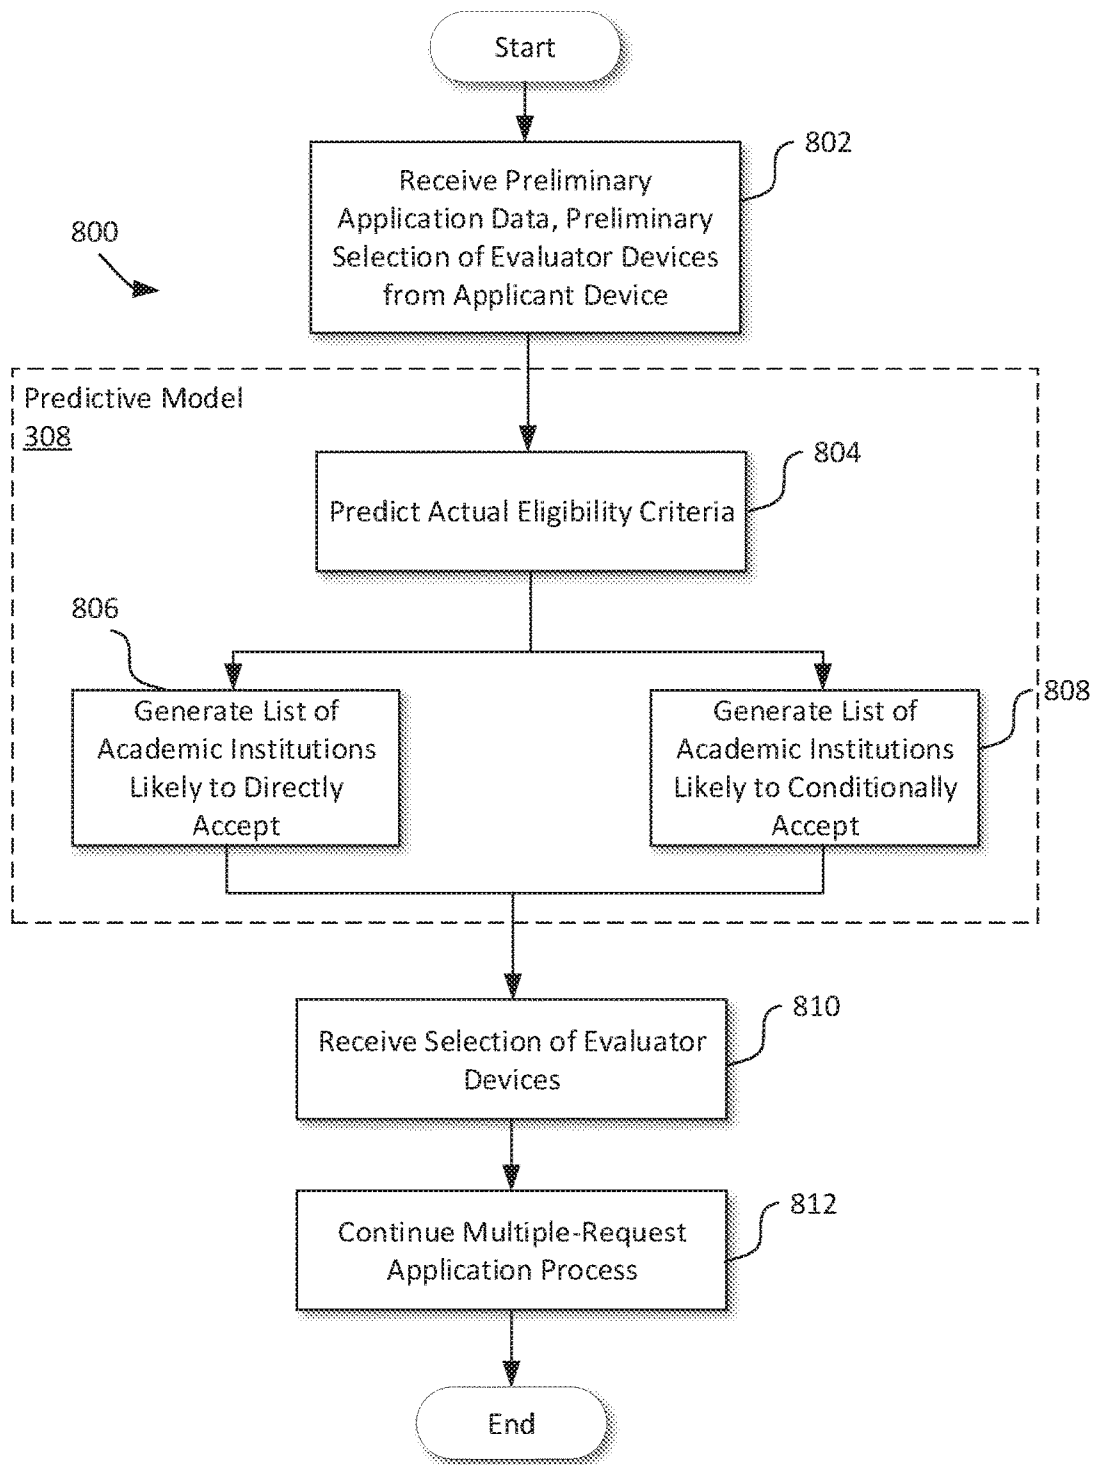 Start
802
Receive Preliminary
Application Data, Preliminary
Selection of Evaluator Devices
from Applicant Device
800
Predictive Model
308
804
Predict Actual Eligibility Criteria
806
Generate List of
Academic Institutions
Likely to Directly
Accept
808
Generate List of
Academic Institutions
Likely to Conditionally
Accept
810
Receive Selection of Evaluator
Devices
812
Continue Multiple-Request
Application Process
End